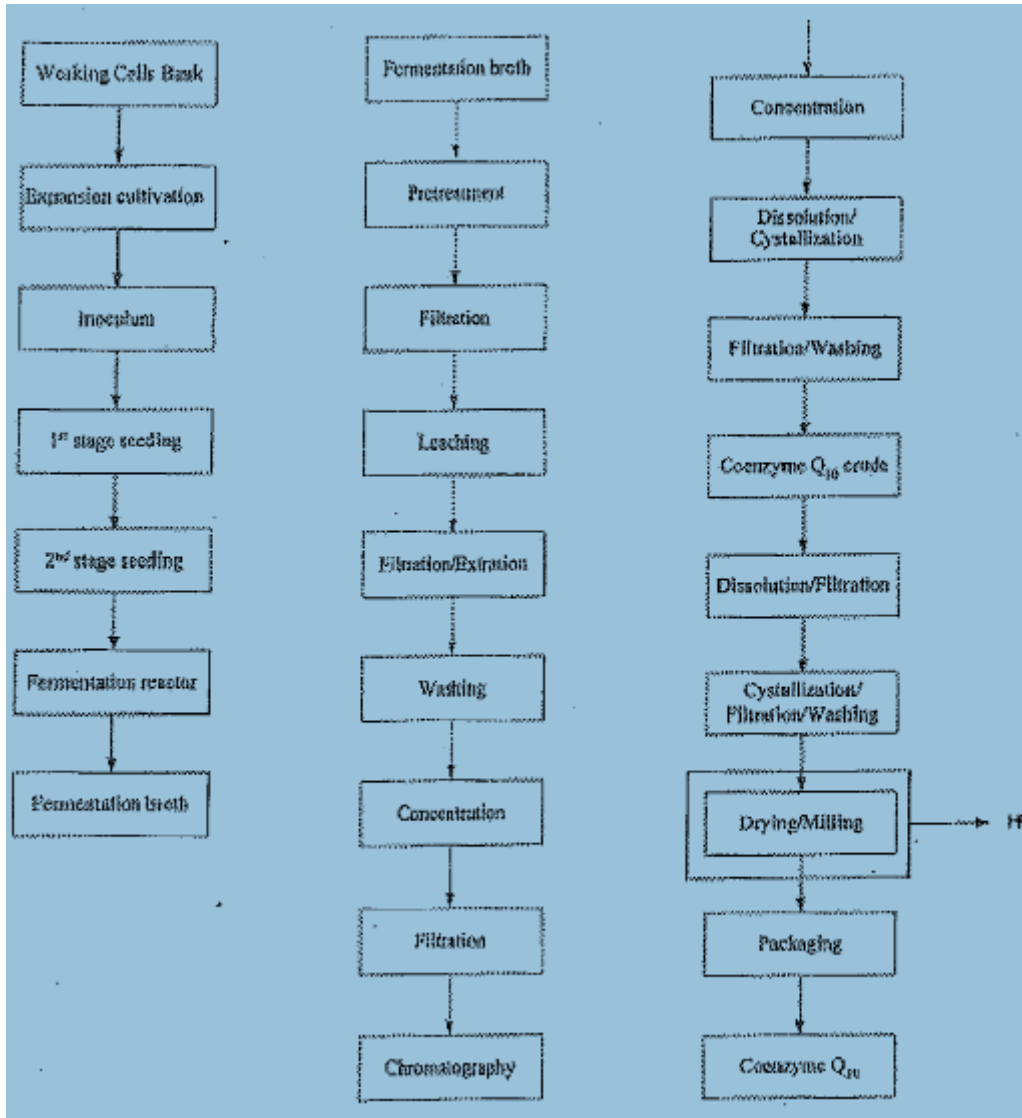 Working Cells Bank
Expansion cultivation
Inoculum
1st stage seeding
2nd stage seeding
Fermentation reactor
Fermentation broth
Fermentation broth
Pretreatment
Filtration
Leaching
Filtration/Extration
Washing
Concentration
Filtration
Chromatography
Concentration
Dissolution/
Cystallization
Filtration/Washing
Coenzyme Q10 crude
Dissolution/Filtration
Cystallization/
Filtration/Washing
Drying/Milling
Packaging
Coenzyme Q10